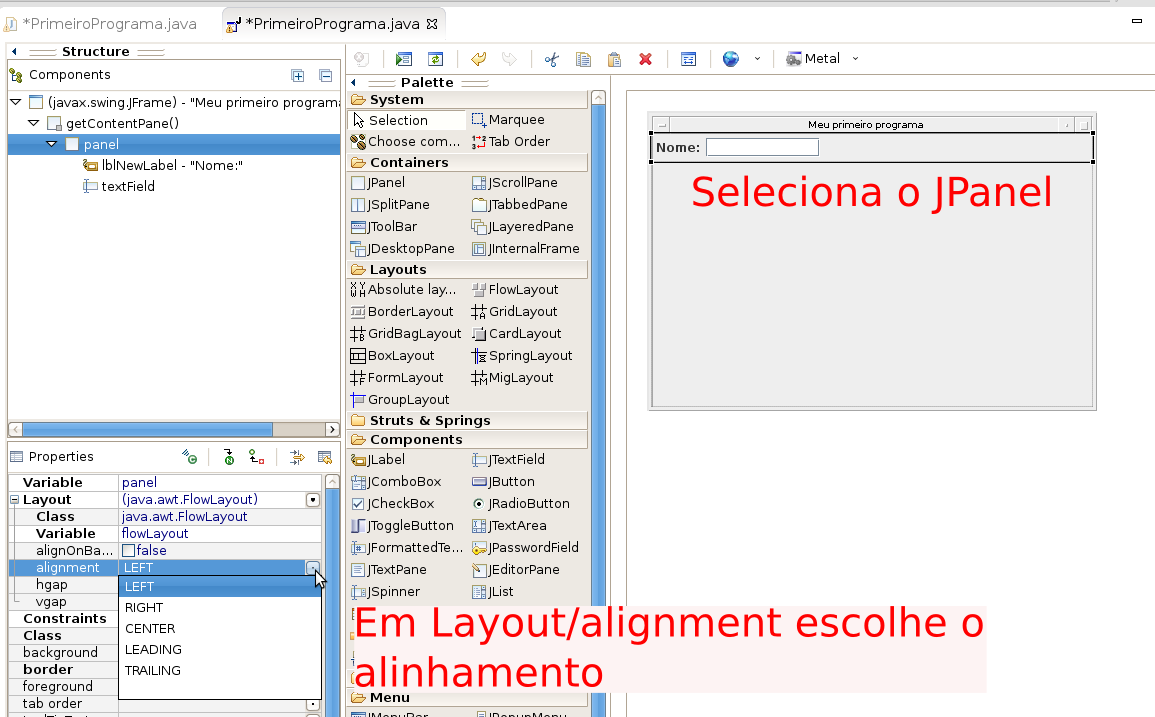 *PrimeiroPrograma.java
*PrimeiroPrograma.java
Structure
Components
(javax.swing.JFrame) - "Meu primeiro programa
getContentPane()
panel
lblNewLabel - "Nome:"
textField
Properties
Variable panel
Layout (java.awt.FlowLayout)
Class java.awt.FlowLayout
Variable flowLayout
alignOnBa... false
alignment LEFT
hgap
vgap
Constraints
Class
background
border
foreground
tab order
LEFT
RIGHT
CENTER
LEADING
TRAILING
Metal
Palette
System
Selection Marquee
Choose com... Tab Order
Containers
JPanel JScrollPane
JSplitPane JTabbedPane
JToolBar JLayeredPane
JDesktopPane JInternalFrame
Layouts
Absolute lay... FlowLayout
BorderLayout GridLayout
GridBagLayout CardLayout
BoxLayout SpringLayout
FormLayout MigLayout
GroupLayout
Struts & Springs
Components
JLabel JTextField
JComboBox JButton
JCheckBox JRadioButton
JToggleButton JTextArea
JFormattedTe... JPasswordField
JTextPane JEditorPane
JSpinner JList
Menu
JMenuBar JPopupMenu
Meu primeiro programa
Nome:
Seleciona o JPanel
Em Layout/alignment escolhe o
alinhamento